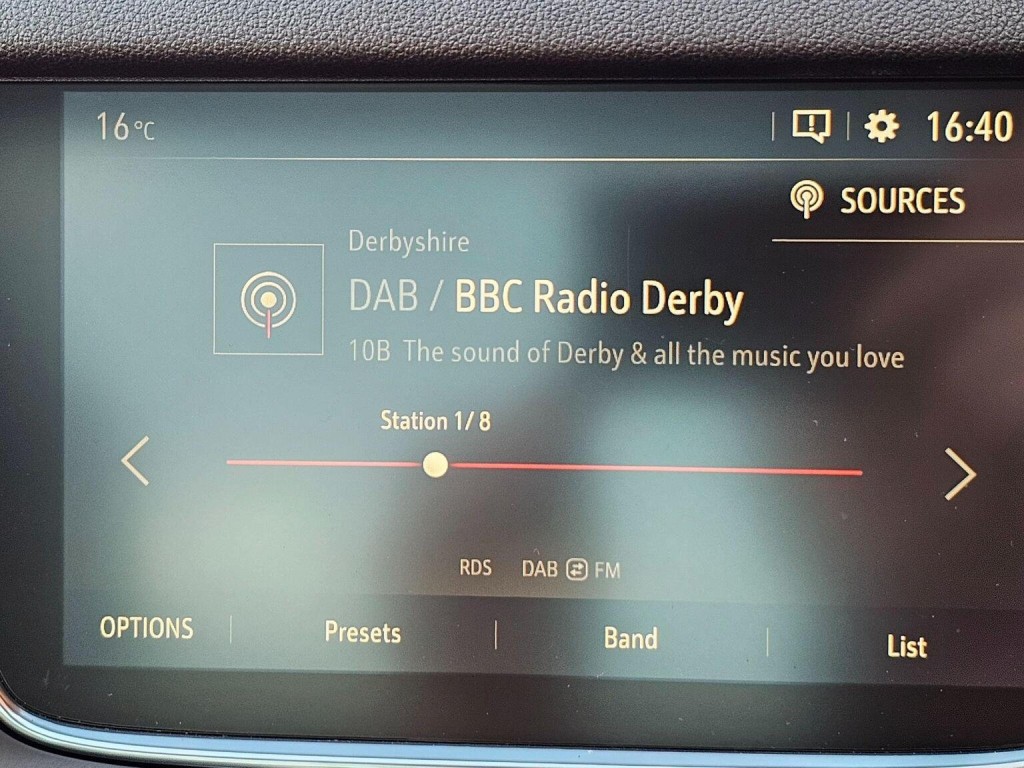 16°C
16:40
SOURCES
Derbyshire
DAB / BBC Radio Derby
10B The sound of Derby & all the music you love
Station 1/ 8
RDS DAB FM
OPTIONS Presets Band List